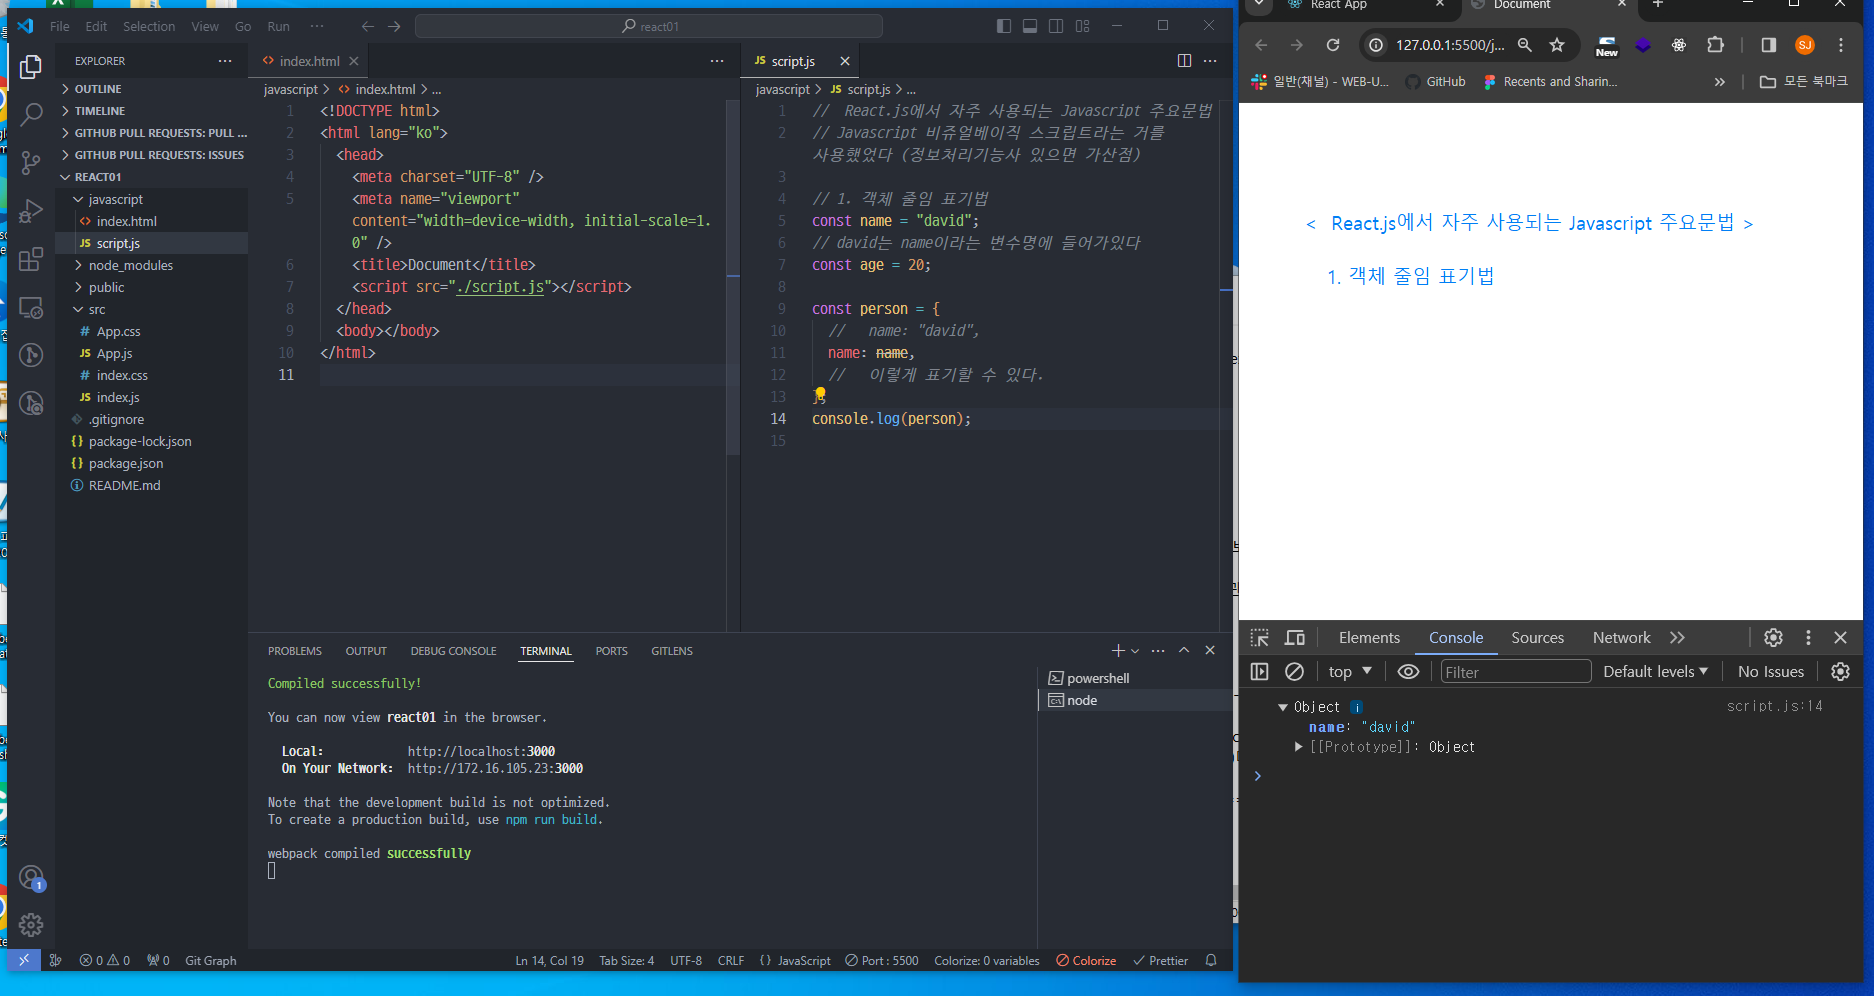 File Edit Selection View Go Run ···
react01
EXPLORER
OUTLINE
TIMELINE
GITHUB PULL REQUESTS: PULL ...
GITHUB PULL REQUESTS: ISSUES
REACT01
javascript
index.html
script.js
node_modules
public
src
App.css
App.js
index.css
index.js
.gitignore
package-lock.json
package.json
README.md
index.html
javascript > index.html > ...
1 <!DOCTYPE html>
2 <html lang="ko">
3 <head>
4 <meta charset="UTF-8" />
5 <meta name="viewport"
content="width=device-width, initial-scale=1.
0" />
6 <title>Document</title>
7 <script src="./script.js"></script>
8 </head>
9 <body></body>
10 </html>
11
JS script.js
javascript > JS script.js > ...
1 //  React.js에서 자주 사용되는 Javascript 주요문법
2 // Javascript 비쥬얼베이직 스크립트라는 거를
사용했었다 (정보처리기능사 있으면 가산점)
3
4 // 1. 객체 줄임 표기법
5 const name = "david";
6 // david는 name이라는 변수명에 들어가있다
7 const age = 20;
8
9 const person = {
10 //   name: "david",
11 name: name,
12 //   이렇게 표기할 수 있다.
13 };
14 console.log(person);
15
PROBLEMS OUTPUT DEBUG CONSOLE TERMINAL PORTS GITLENS
Compiled successfully!
You can now view react01 in the browser.
Local: http://localhost:3000
On Your Network: http://172.16.105.23:3000
Note that the development build is not optimized.
To create a production build, use npm run build.
webpack compiled successfully
powershell
node
1
0 0 0 Git Graph Ln 14, Col 19 Tab Size: 4 UTF-8 CRLF {} JavaScript Port : 5500 Colorize: 0 variables Colorize Prettier
React App
Document
127.0.0.1:5500/j...
New
SJ
일반(채널) - WEB-U... GitHub Recents and Sharin... » 모든 북마크
< React.js에서 자주 사용되는 Javascript 주요문법 >
1. 객체 줄임 표기법
Elements Console Sources Network »
top Filter Default levels No Issues
Object i script.js:14
name: "david"
[[Prototype]]: Object